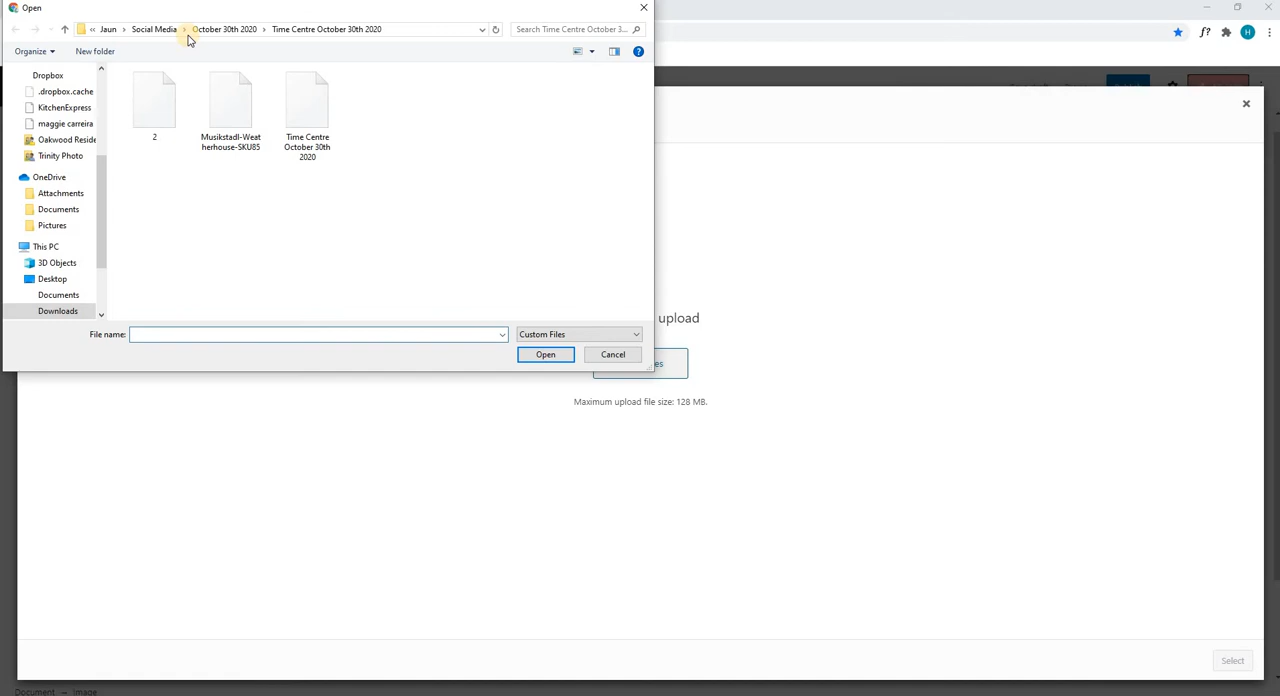 Open
« Jaun > Social Media > October 30th 2020 > Time Centre October 30th 2020
Search Time Centre October 3...
Organize
New folder
H
Dropbox
.dropbox.cache
KitchenExpress
maggie carreira
Oakwood Reside
Trinity Photo
OneDrive
Attachments
Documents
Pictures
This PC
3D Objects
Desktop
Documents
Downloads
2
Musikstadl-Weat
herhouse-SKU85
Time Centre
October 30th
2020
File name:
Custom Files
Open
Cancel
upload
es
Maximum upload file size: 128 MB.
Select
Document → Image